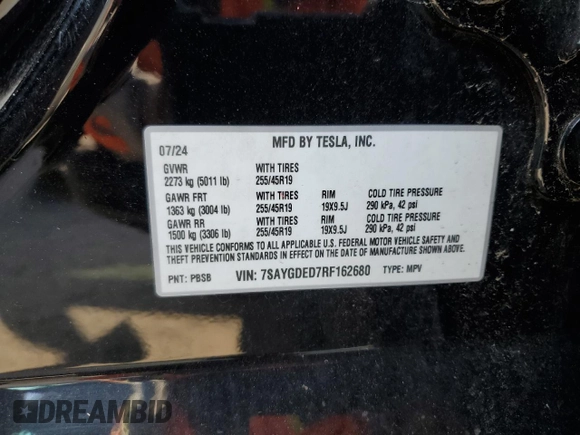 07/24 MFD BY TESLA, INC.
GVWR WITH TIRES
2273 kg (5011 lb) 255/45R19
GAWR FRT WITH TIRES RIM COLD TIRE PRESSURE
1363 kg (3004 lb) 255/45R19 19X9.5J 290 kPa, 42 psi
GAWR RR WITH TIRES RIM COLD TIRE PRESSURE
1500 kg (3306 lb) 255/45R19 19X9.5J 290 kPa, 42 psi
THIS VEHICLE CONFORMS TO ALL APPLICABLE U.S. FEDERAL MOTOR VEHICLE SAFETY AND
THEFT PREVENTION STANDARDS IN EFFECT ON THE DATE OF MANUFACTURE SHOWN ABOVE.
PNT: PBSB VIN: 7SAYGDED7RF162680 TYPE: MPV
DREAMBID